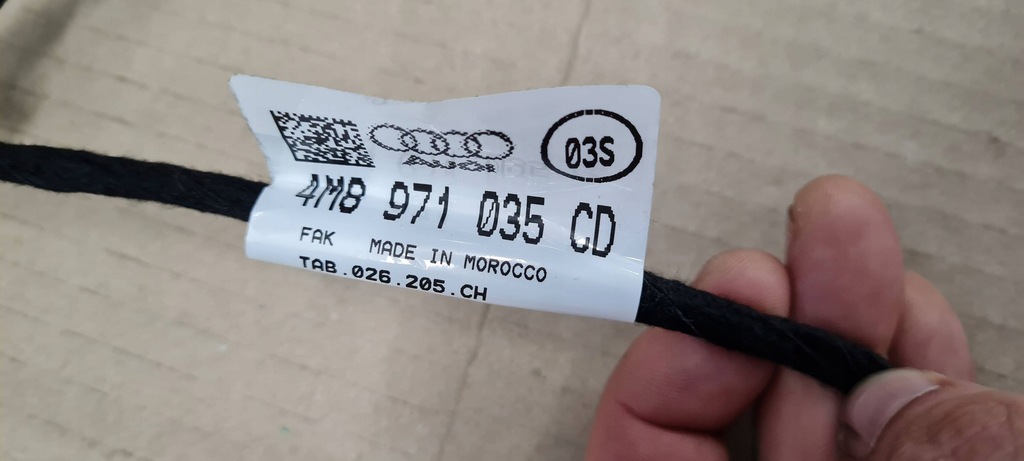 Audi
03S
4M8 971 035 CD
FAK MADE IN MOROCCO
TAB.026.205.CH